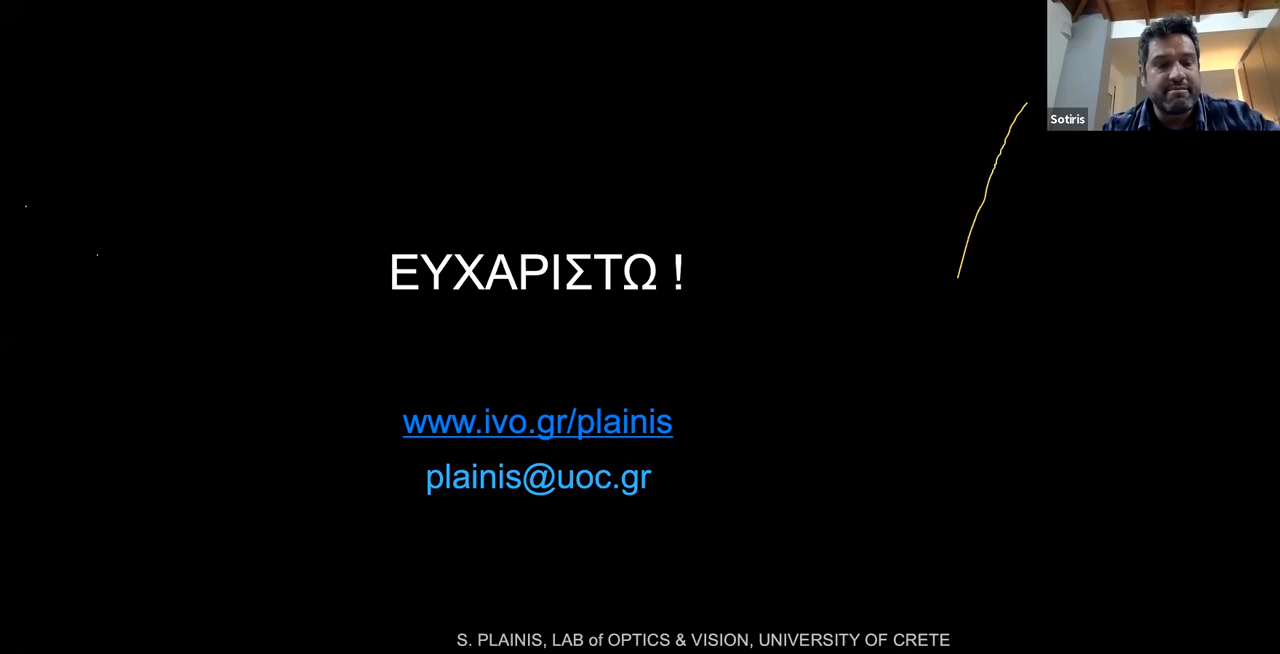 Sotiris
ΕΥΧΑΡΙΣΤΩ !
www.ivo.gr/plainis
plainis@uoc.gr
S. PLAINIS, LAB of OPTICS & VISION, UNIVERSITY OF CRETE